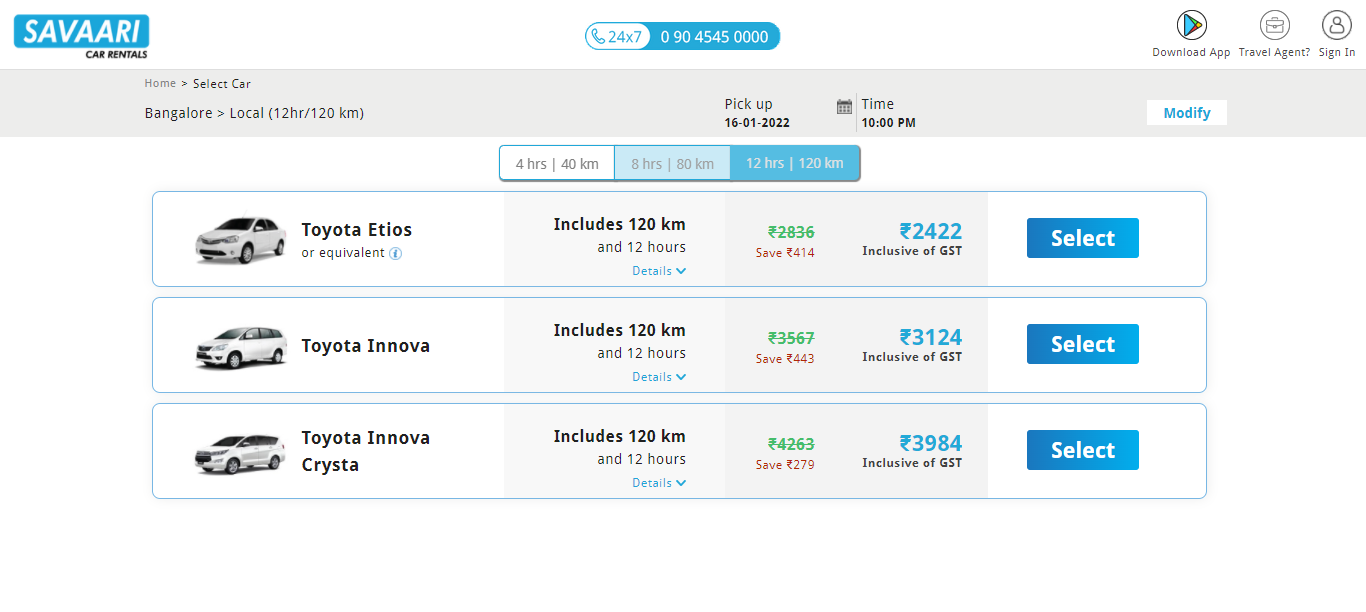 SAVAARI
CAR RENTALS
24x7 0 90 4545 0000
Download App Travel Agent? Sign In
Home > Select Car
Bangalore > Local (12hr/120 km)
Pick up
16-01-2022
Time
10:00 PM
Modify
4 hrs | 40 km 8 hrs | 80 km 12 hrs | 120 km
Toyota Etios
or equivalent i
Includes 120 km
and 12 hours
Details
₹2836
Save ₹414
₹2422
Inclusive of GST
Select
Toyota Innova
Includes 120 km
and 12 hours
Details
₹3567
Save ₹443
₹3124
Inclusive of GST
Select
Toyota Innova
Crysta
Includes 120 km
and 12 hours
Details
₹4263
Save ₹279
₹3984
Inclusive of GST
Select